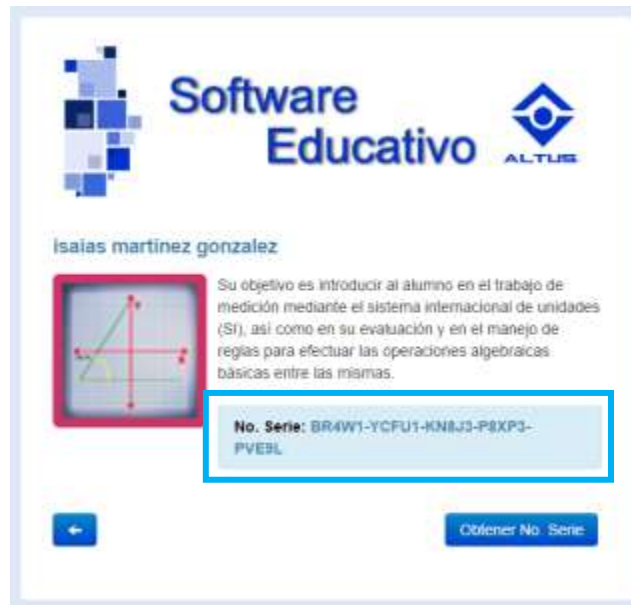 Software
Educativo
ALTUS
isaias martinez gonzalez
Su objetivo es introducir al alumno en el trabajo de
medición mediante el sistema internacional de unidades
(SI), así como en su evaluación y en el manejo de
reglas para efectuar las operaciones algebraicas
básicas entre las mismas.
No. Serie: BR4W1-YCFU1-KN8J3-P8XP3-
PVE9L
Obtener No. Serie